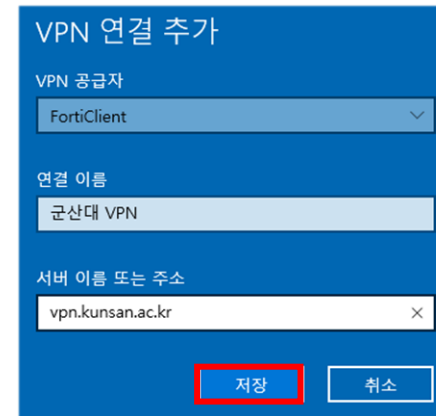 VPN 연결 추가
VPN 공급자
FortiClient
연결 이름
군산대 VPN
서버 이름 또는 주소
vpn.kunsan.ac.kr
저장 취소